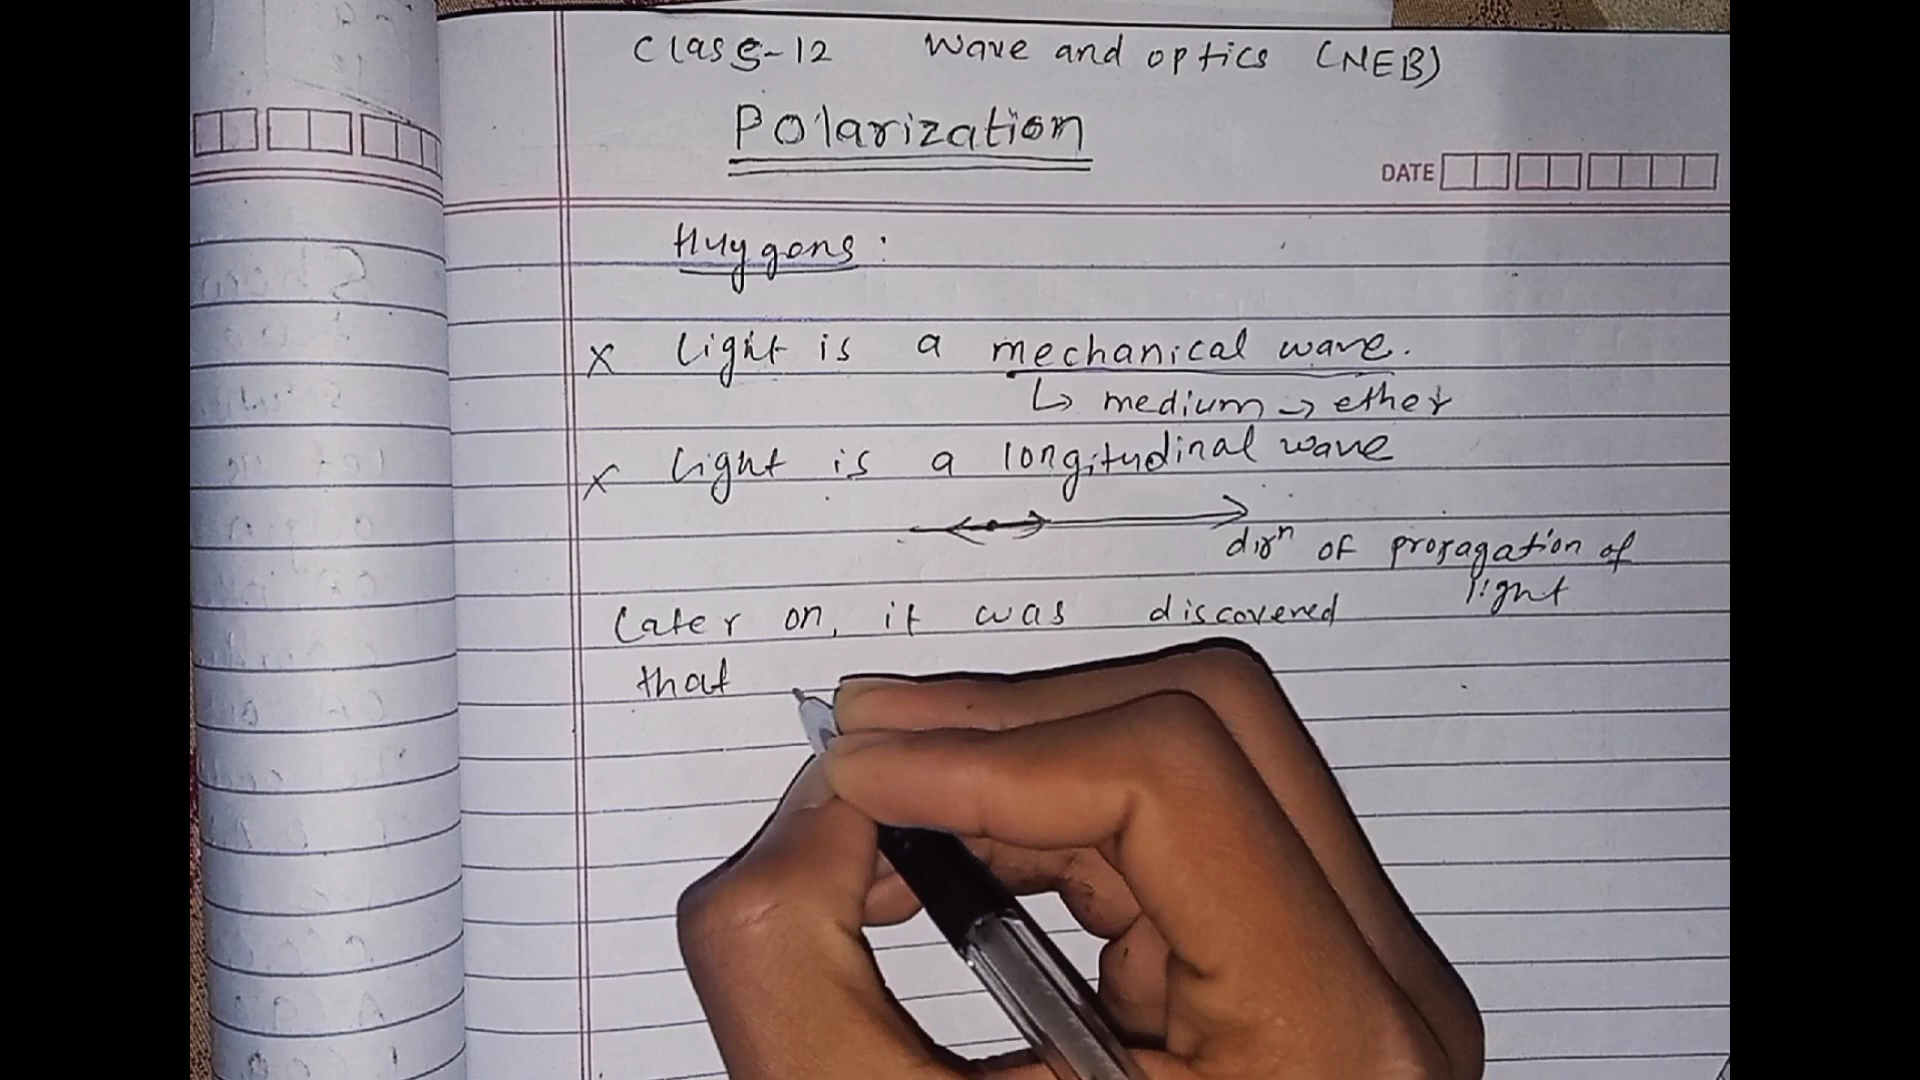 Class-12 Wave and optics (NEB)
Polarization
DATE
Huygens:
x Light is a mechanical wave.
↳ medium → ether
x Light is a longitudinal wave
dirⁿ of propagation of
light
Later on, it was discovered
that